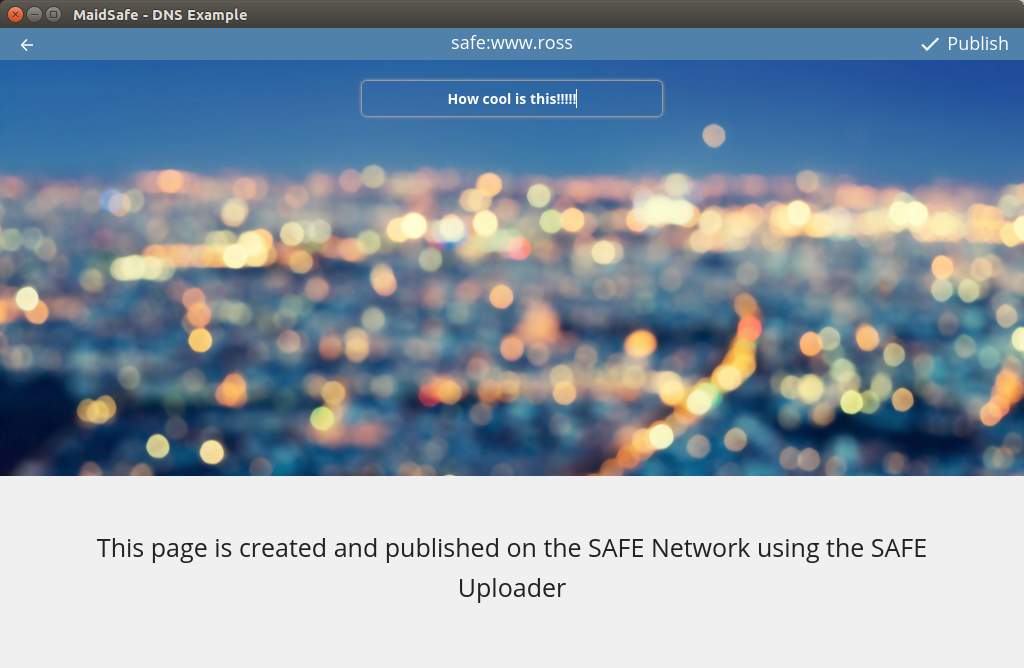 MaidSafe - DNS Example
safe:www.ross
Publish
How cool is this!!!!!
This page is created and published on the SAFE Network using the SAFE
Uploader